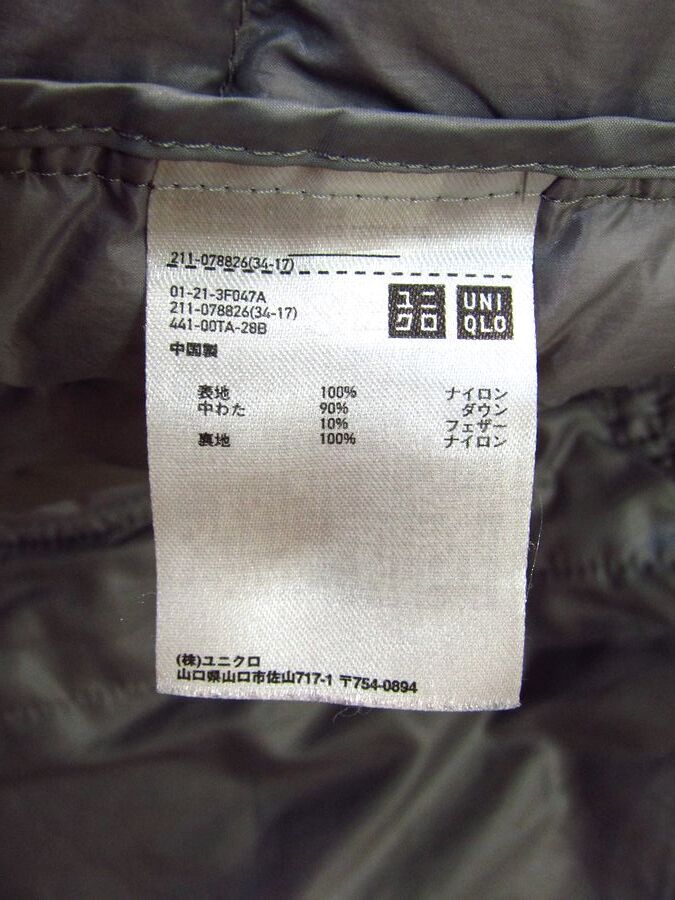 211-078826(34-17)
01-21-3F047A
211-078826(34-17)
441-00TA-28B
ユニクロ
UNIQLO
中国製
表地 100% ナイロン
中わた 90% ダウン
10% フェザー
裏地 100% ナイロン
(株)ユニクロ
山口県山口市佐山717-1 〒754-0894